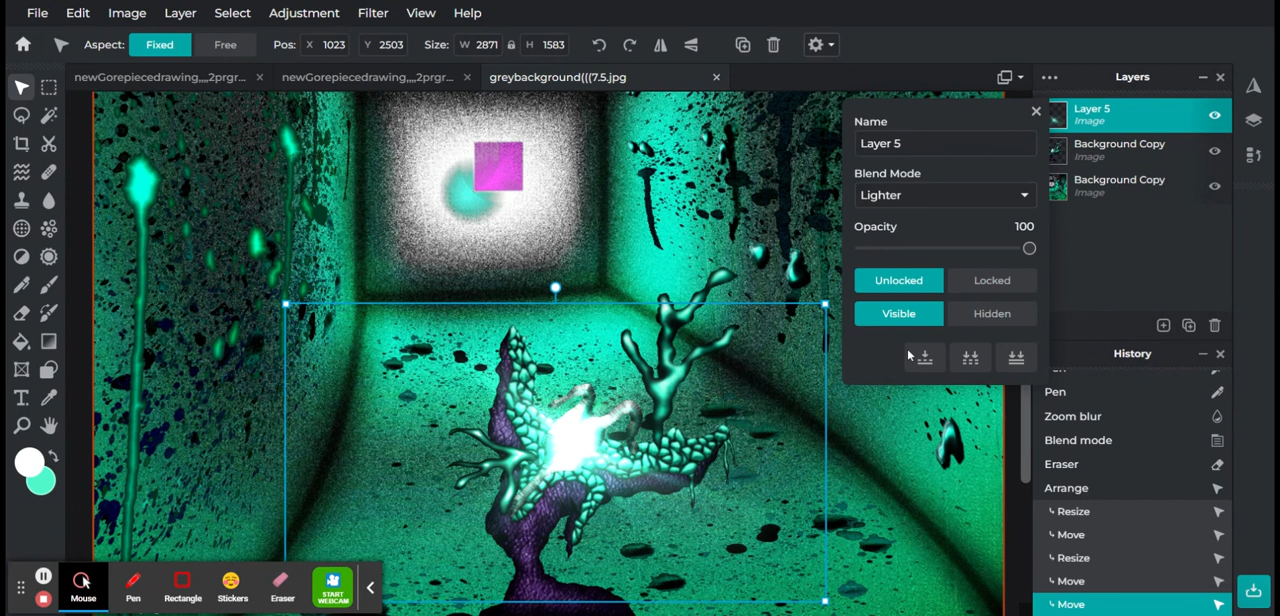 File Edit Image Layer Select Adjustment Filter View Help
Aspect: Fixed Free Pos: X 1023 Y 2503 Size: W 2871 H 1583
newGorepiecedrawing,,,,2prgr... newGorepiecedrawing,,,,2prgr... greybackground(((7.5.jpg
Layers
Layer 5
Image
Background Copy
Image
Background Copy
Image
Name
Layer 5
Blend Mode
Lighter
Opacity 100
Unlocked Locked
Visible Hidden
History
Pen
Zoom blur
Blend mode
Eraser
Arrange
Resize
Move
Resize
Move
Move
Mouse Pen Rectangle Stickers Eraser START
WEBCAM